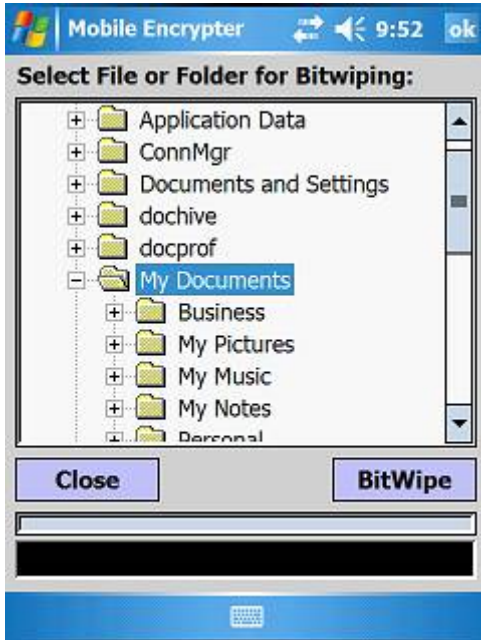 Mobile Encrypter 9:52 ok
Select File or Folder for Bitwiping:
Application Data
ConnMgr
Documents and Settings
dochive
docprof
My Documents
Business
My Pictures
My Music
My Notes
Personal
Close BitWipe